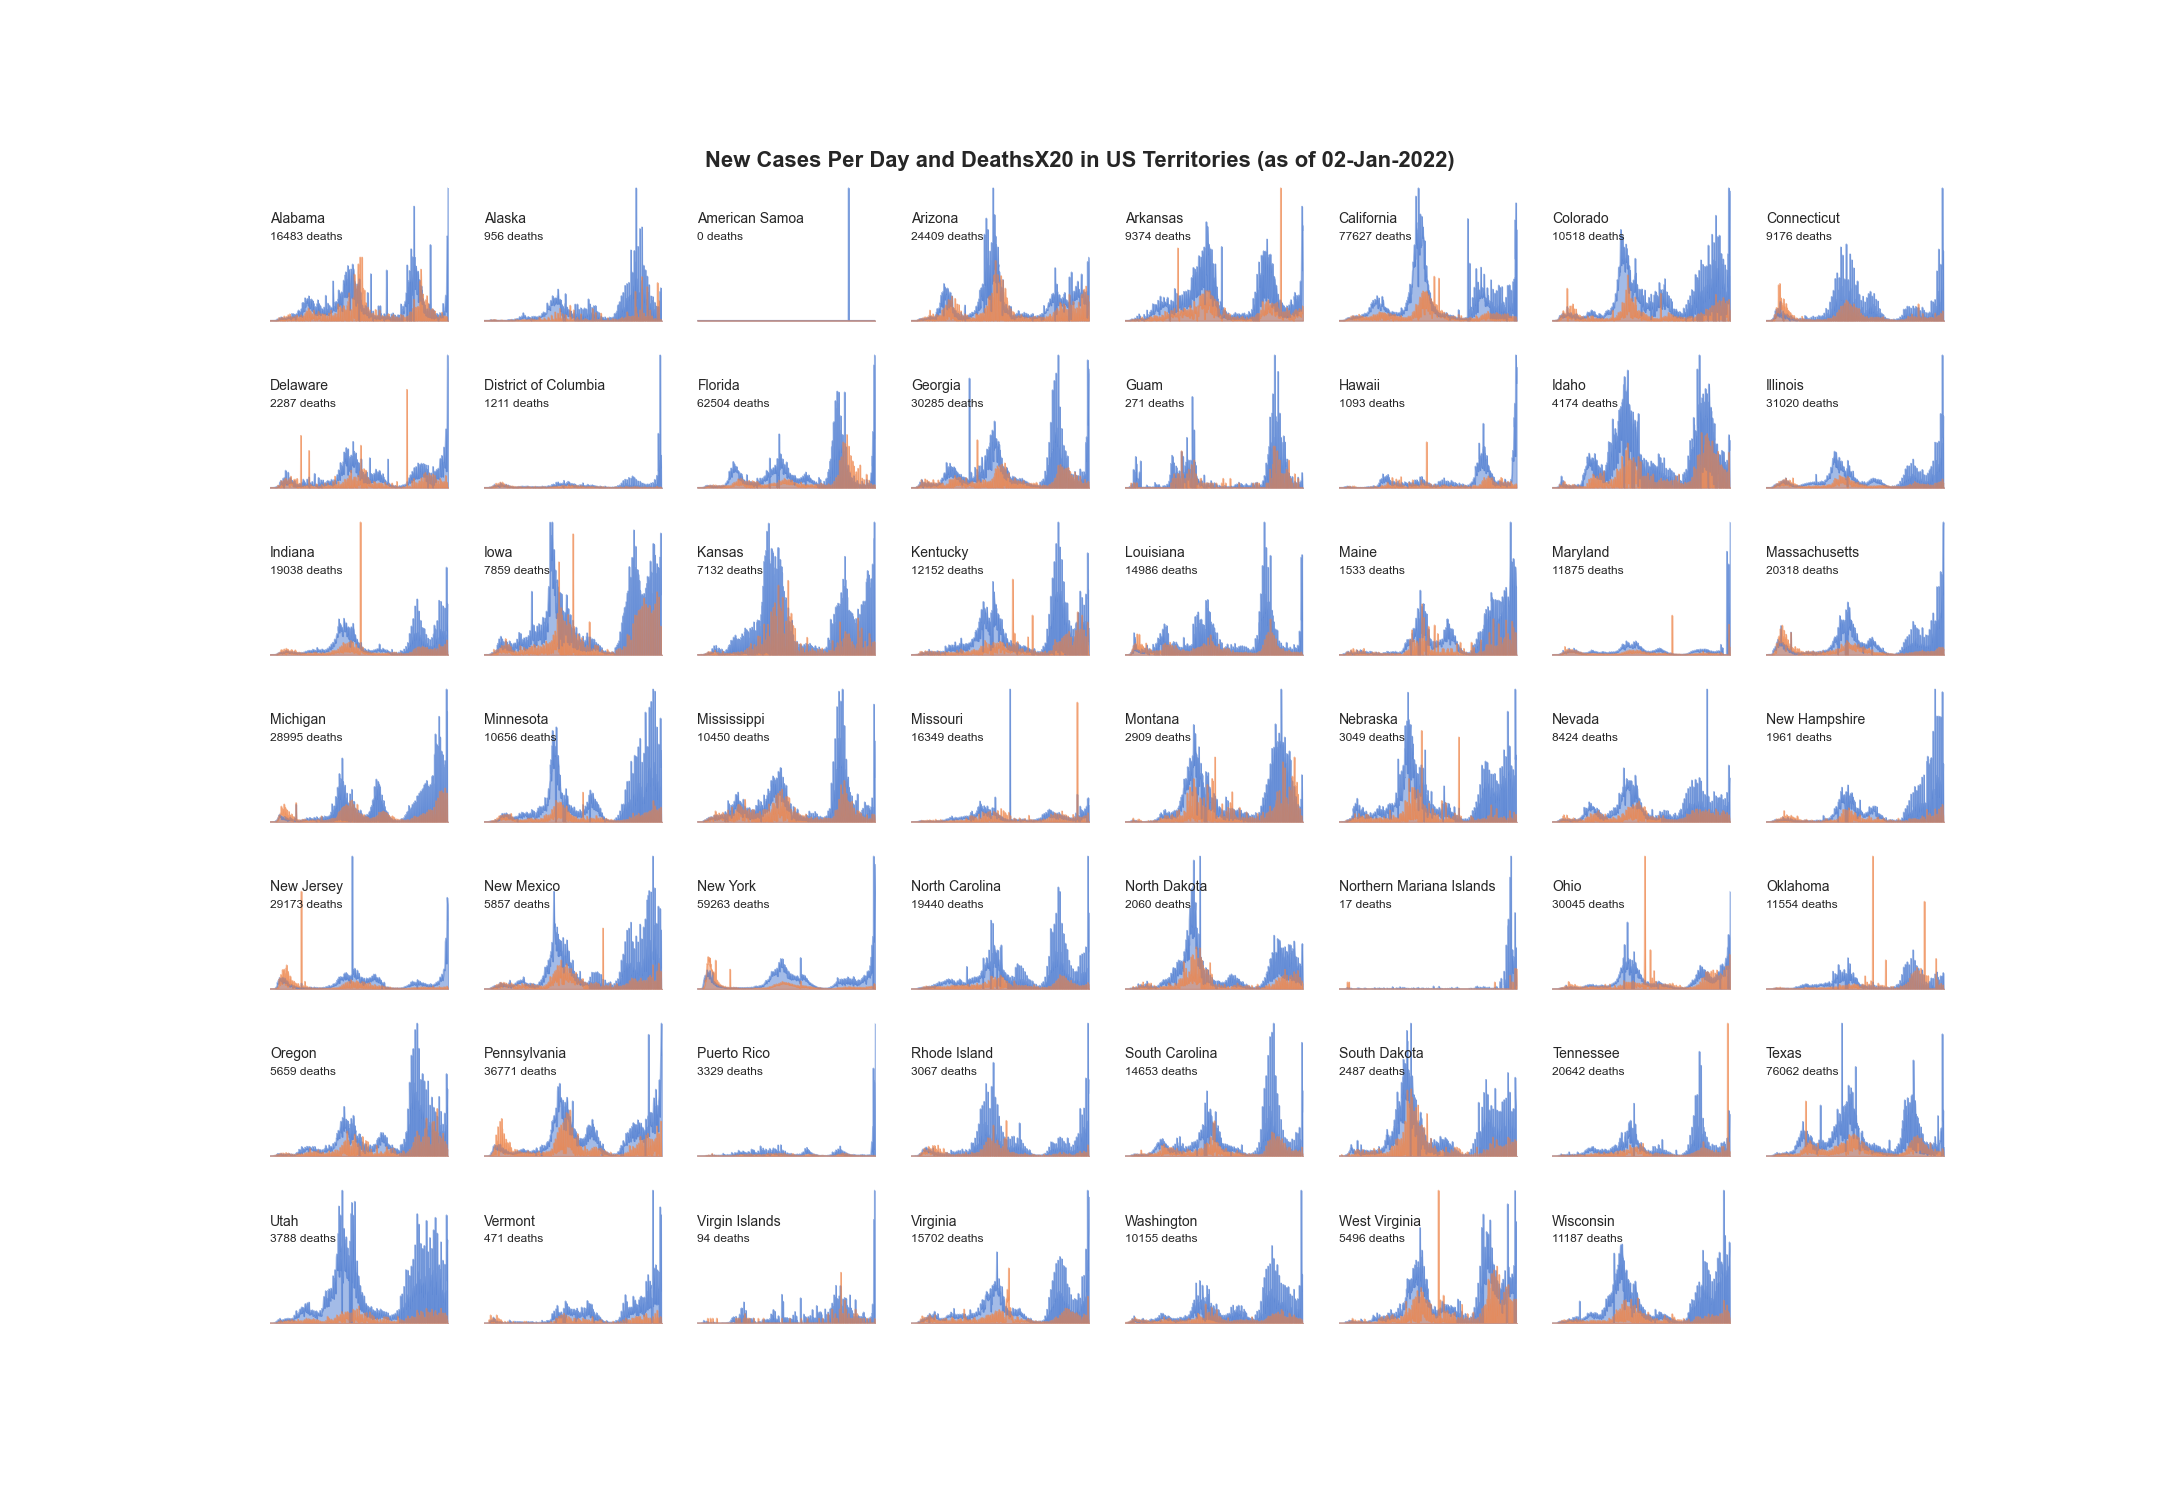 New Cases Per Day and DeathsX20 in US Territories (as of 02-Jan-2022)
Alabama
16483 deaths
Alaska
956 deaths
American Samoa
0 deaths
Arizona
24409 deaths
Arkansas
9374 deaths
California
77627 deaths
Colorado
10518 deaths
Connecticut
9176 deaths
Delaware
2287 deaths
District of Columbia
1211 deaths
Florida
62504 deaths
Georgia
30285 deaths
Guam
271 deaths
Hawaii
1093 deaths
Idaho
4174 deaths
Illinois
31020 deaths
Indiana
19038 deaths
Iowa
7859 deaths
Kansas
7132 deaths
Kentucky
12152 deaths
Louisiana
14986 deaths
Maine
1533 deaths
Maryland
11875 deaths
Massachusetts
20318 deaths
Michigan
28995 deaths
Minnesota
10656 deaths
Mississippi
10450 deaths
Missouri
16349 deaths
Montana
2909 deaths
Nebraska
3049 deaths
Nevada
8424 deaths
New Hampshire
1961 deaths
New Jersey
29173 deaths
New Mexico
5857 deaths
New York
59263 deaths
North Carolina
19440 deaths
North Dakota
2060 deaths
Northern Mariana Islands
17 deaths
Ohio
30045 deaths
Oklahoma
11554 deaths
Oregon
5659 deaths
Pennsylvania
36771 deaths
Puerto Rico
3329 deaths
Rhode Island
3067 deaths
South Carolina
14653 deaths
South Dakota
2487 deaths
Tennessee
20642 deaths
Texas
76062 deaths
Utah
3788 deaths
Vermont
471 deaths
Virgin Islands
94 deaths
Virginia
15702 deaths
Washington
10155 deaths
West Virginia
5496 deaths
Wisconsin
11187 deaths